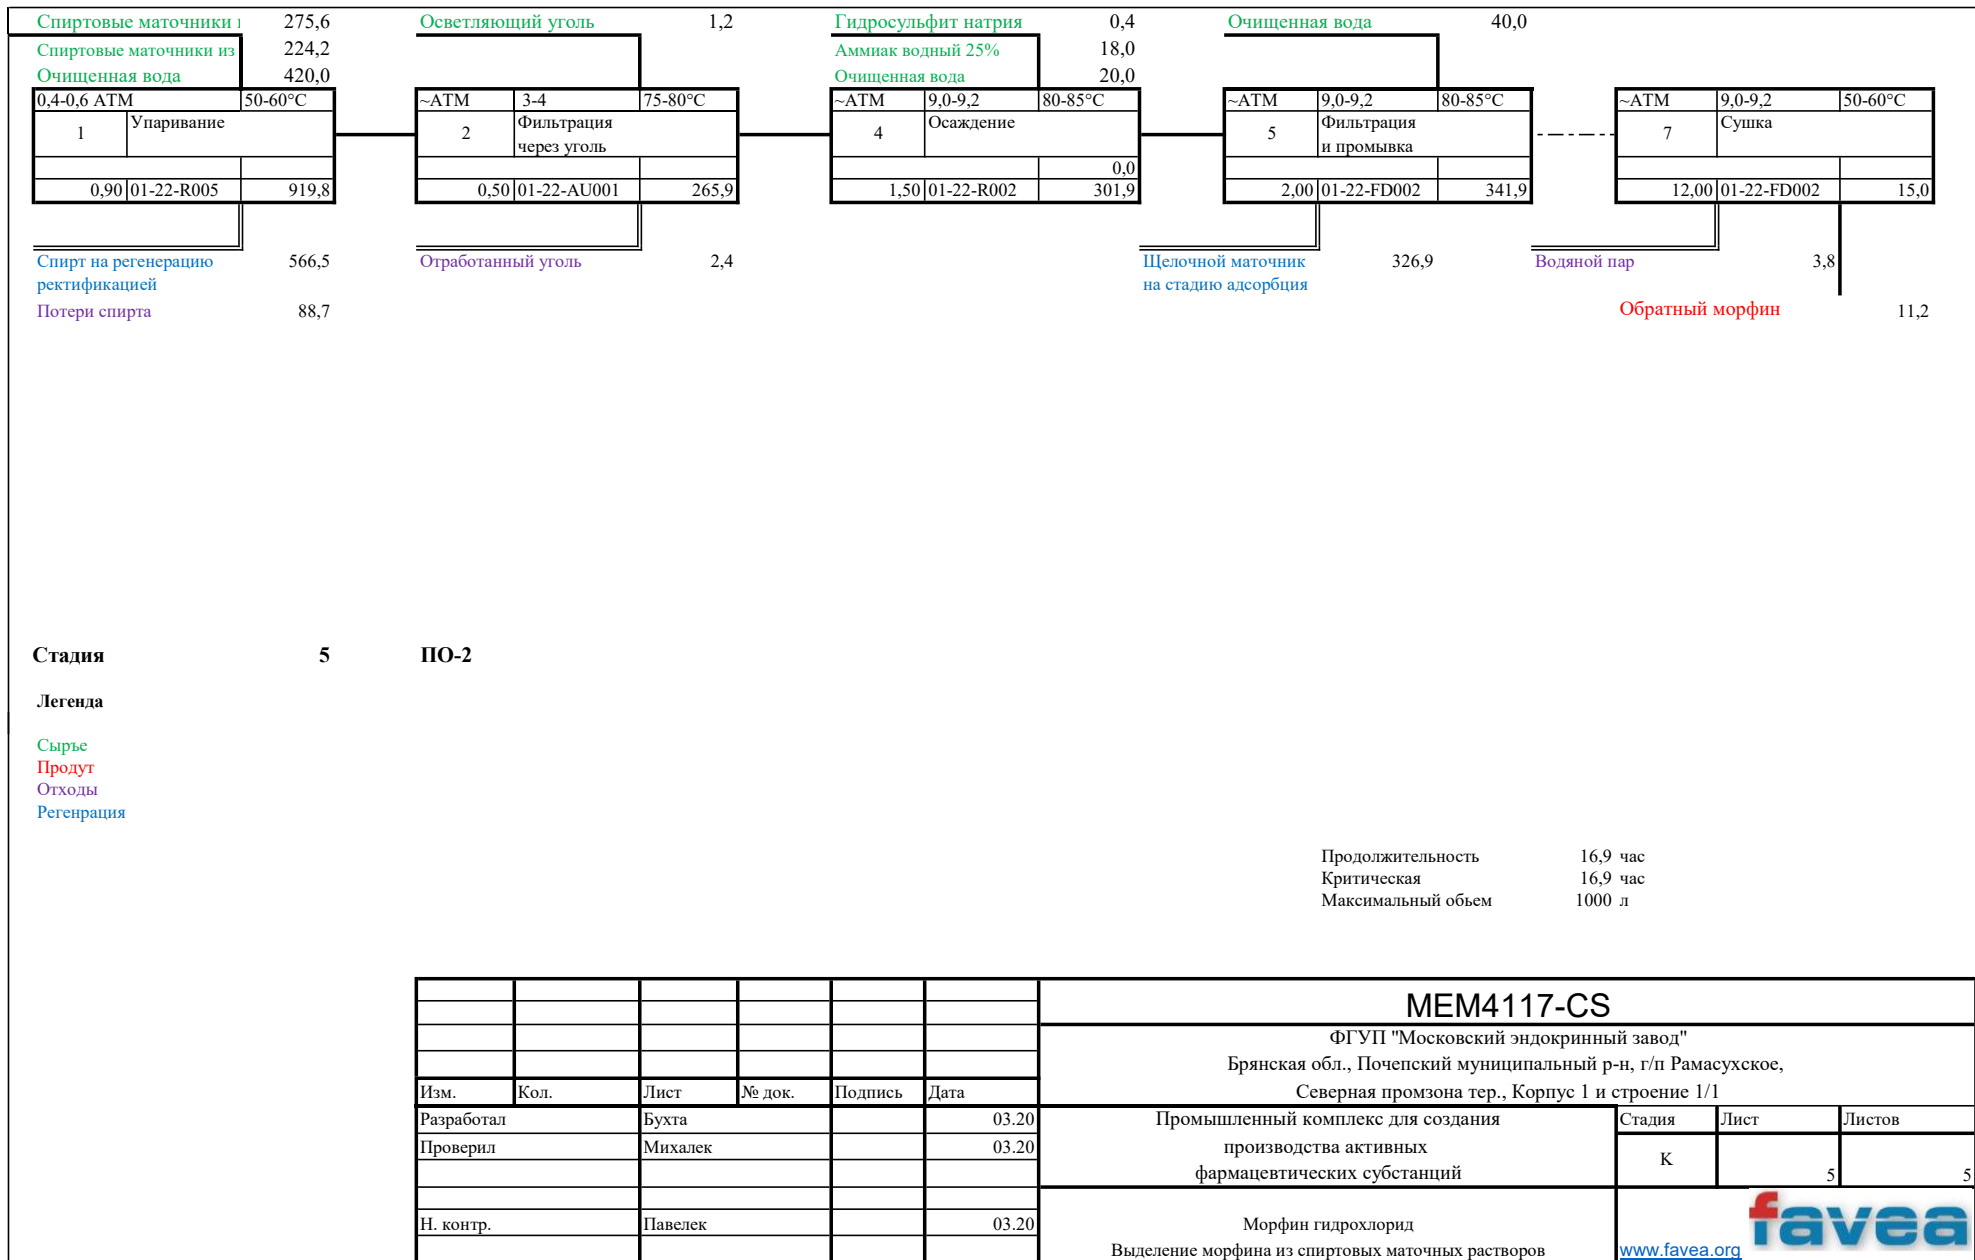 Спиртовые маточники 275,6 Осветляющий уголь 1,2 Гидросульфит натрия 0,4 Очищенная вода 40,0
Спиртовые маточники из 224,2 Аммиак водный 25% 18,0
Очищенная вода 420,0 Очищенная вода 20,0
0,4-0,6 АТМ 50-60°C ~АТМ 3-4 75-80°C ~АТМ 9,0-9,2 80-85°C ~АТМ 9,0-9,2 80-85°C ~АТМ 9,0-9,2 50-60°C
1 Упаривание 2 Фильтрация 4 Осаждение 5 Фильтрация 7 Сушка
через уголь и промывка
0,0
0,90 01-22-R005 919,8 0,50 01-22-AU001 265,9 1,50 01-22-R002 301,9 2,00 01-22-FD002 341,9 12,00 01-22-FD002 15,0
Спирт на регенерацию 566,5 Отработанный уголь 2,4 Щелочной маточник 326,9 Водяной пар 3,8
ректификацией на стадию адсорбция
Потери спирта 88,7 Обратный морфин 11,2
Стадия 5 ПО-2
Легенда
Сыръе
Продут
Отходы
Регенрация
Продолжительность 16,9 час
Критическая 16,9 час
Максимальный обьем 1000 л
MEM4117-CS
ФГУП "Московский эндокринный завод"
Брянская обл., Почепский муниципальный р-н, г/п Рамасухское,
Северная промзона тер., Корпус 1 и строение 1/1
Изм. Кол. Лист № док. Подпись Дата
Разработал Бухта 03.20 Промышленный комплекс для создания Стадия Лист Листов
Проверил Михалек 03.20 производства активных
фармацевтических субстанций К 5 5
Н. контр. Павелек 03.20 Морфин гидрохлорид favea
Выделение морфина из спиртовых маточных растворов www.favea.org